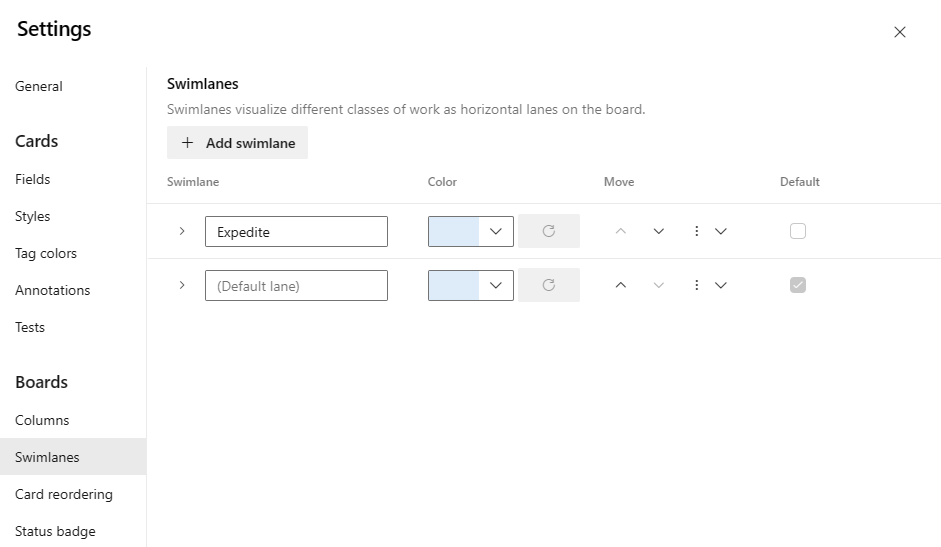 Settings
General
Cards
Fields
Styles
Tag colors
Annotations
Tests
Boards
Columns
Swimlanes
Card reordering
Status badge
Swimlanes
Swimlanes visualize different classes of work as horizontal lanes on the board.
Add swimlane
Swimlane Color Move Default
Expedite
(Default lane)